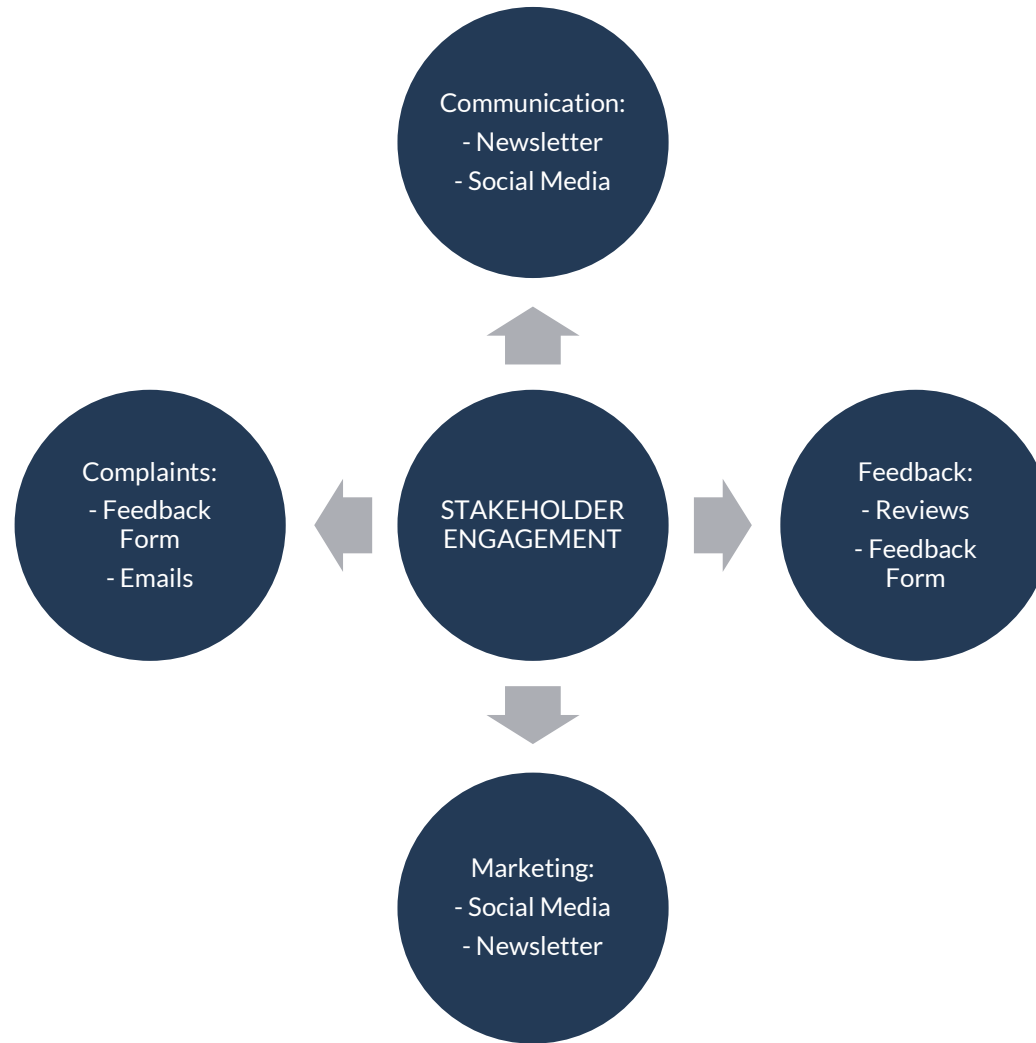 Communication:
- Newsletter
- Social Media
Complaints:
- Feedback
Form
- Emails
STAKEHOLDER
ENGAGEMENT
Feedback:
- Reviews
- Feedback
Form
Marketing:
- Social Media
- Newsletter